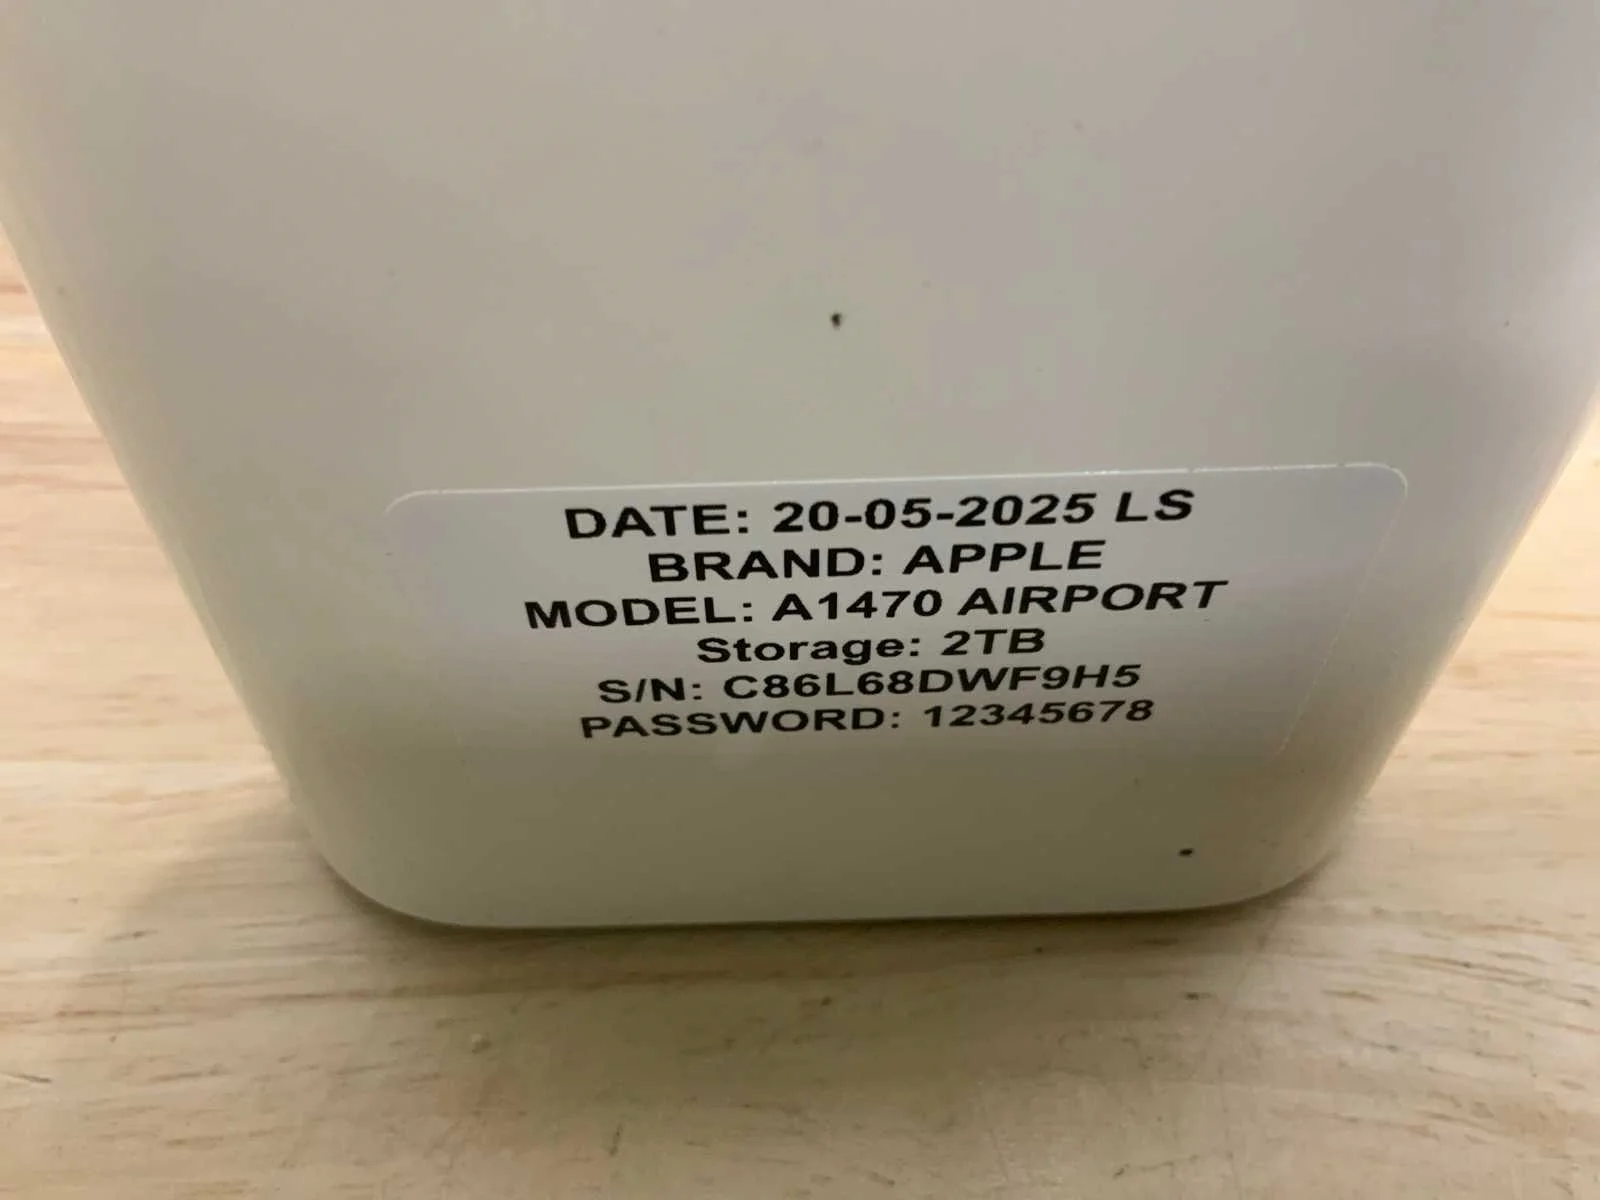 DATE: 20-05-2025 LS
BRAND: APPLE
MODEL: A1470 AIRPORT
Storage: 2TB
S/N: C86L68DWF9H5
PASSWORD: 12345678